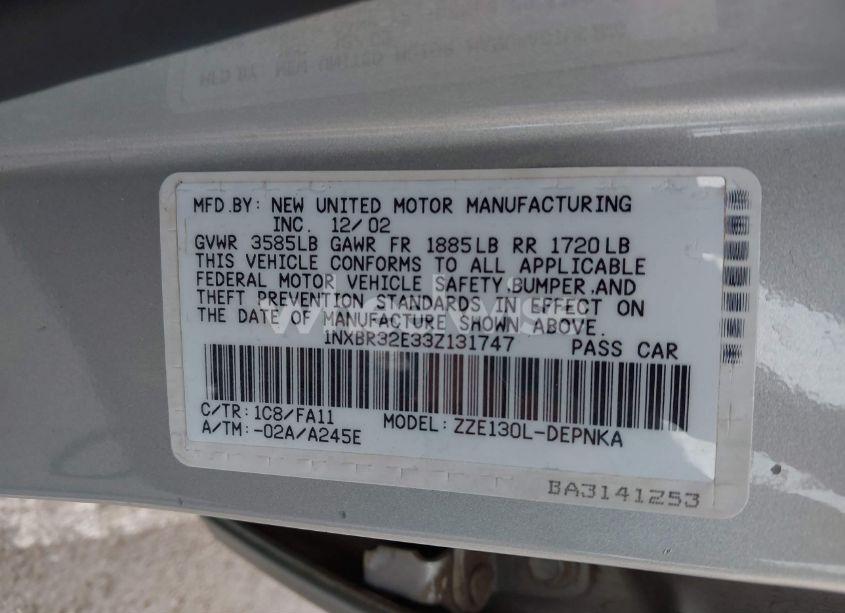 MFD.BY: NEW UNITED MOTOR MANUFACTURING
INC. 12/02
GVWR 3585LB GAWR FR 1885LB RR 1720LB
THIS VEHICLE CONFORMS TO ALL APPLICABLE
FEDERAL MOTOR VEHICLE SAFETY,BUMPER,AND
THEFT PREVENTION STANDARDS IN EFFECT ON
THE DATE OF MANUFACTURE SHOWN ABOVE.
1NXBR32E33Z131747 PASS CAR
C/TR: 1C8/FA11
A/TM: -02A/A245E
MODEL: ZZE130L-DEPNKA
BA3141253